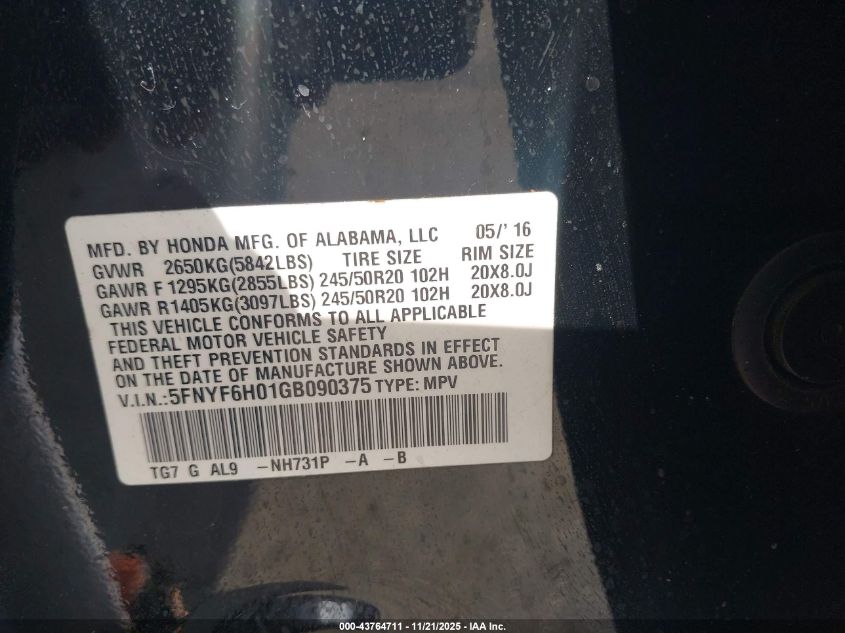 MFD. BY HONDA MFG. OF ALABAMA, LLC 05/' 16
GVWR 2650KG(5842LBS) TIRE SIZE RIM SIZE
GAWR F 1295KG(2855LBS) 245/50R20 102H 20X8.0J
GAWR R1405KG(3097LBS) 245/50R20 102H 20X8.0J
THIS VEHICLE CONFORMS TO ALL APPLICABLE
FEDERAL MOTOR VEHICLE SAFETY
AND THEFT PREVENTION STANDARDS IN EFFECT
ON THE DATE OF MANUFACTURE SHOWN ABOVE.
V.I.N.:5FNYF6H01GB090375 TYPE: MPV
TG7 G AL9 -NH731P -A -B
000-43764711 - 11/21/2025 - IAA Inc.